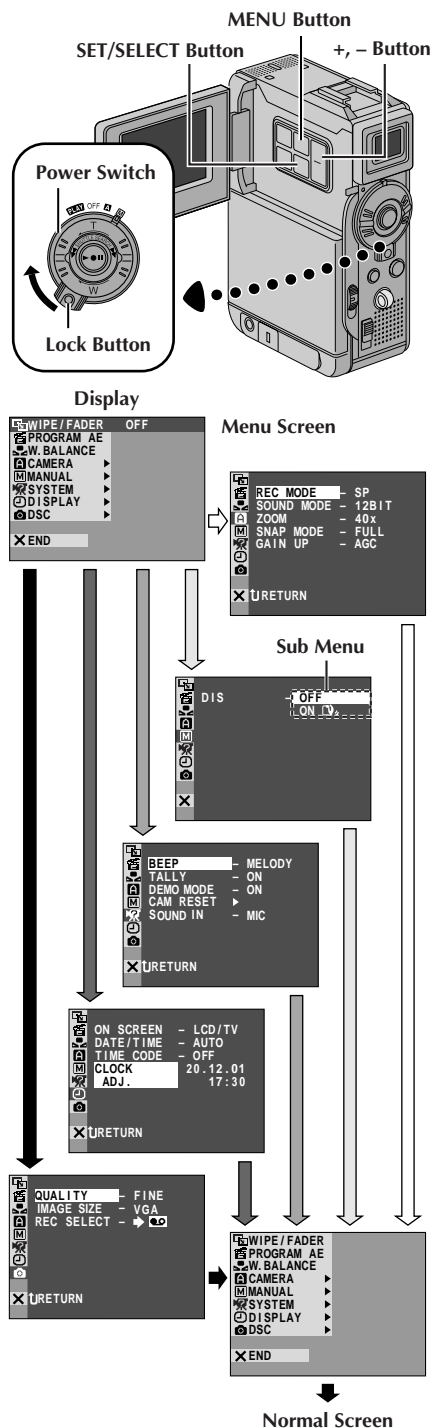 MENU Button
SET/SELECT Button
+, – Button
Power Switch
PLAY OFF A M
T
W
Lock Button
Display
Menu Screen
WIPE/FADER OFF
PROGRAM AE
W. BALANCE
A CAMERA
M MANUAL
SYSTEM
DISPLAY
DSC
END
REC MODE – SP
SOUND MODE – 12BIT
A ZOOM – 40x
M SNAP MODE – FULL
GAIN UP – AGC
RETURN
Sub Menu
DIS – OFF
ON
A
M
BEEP – MELODY
TALLY – ON
A DEMO MODE – ON
M CAM RESET
SOUND IN – MIC
RETURN
ON SCREEN – LCD/TV
DATE/TIME – AUTO
A TIME CODE – OFF
M CLOCK 20.12.01
ADJ. 17:30
RETURN
QUALITY – FINE
IMAGE SIZE – VGA
A REC SELECT –
M
RETURN
WIPE/FADER
PROGRAM AE
W. BALANCE
A CAMERA
M MANUAL
SYSTEM
DISPLAY
DSC
END
Normal Screen